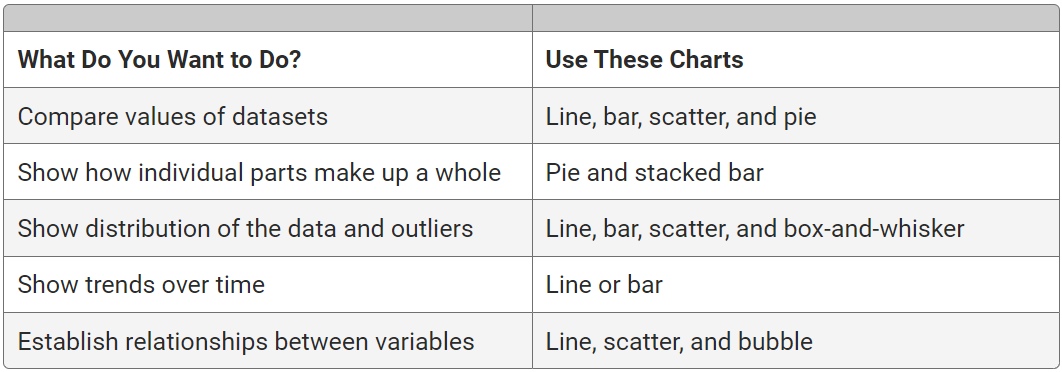 What Do You Want to Do? Use These Charts
Compare values of datasets Line, bar, scatter, and pie
Show how individual parts make up a whole Pie and stacked bar
Show distribution of the data and outliers Line, bar, scatter, and box-and-whisker
Show trends over time Line or bar
Establish relationships between variables Line, scatter, and bubble